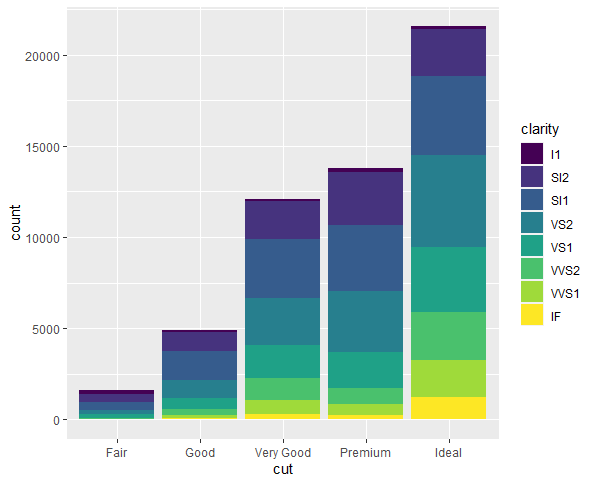 count
20000
15000
10000
5000
0
Fair Good Very Good Premium Ideal
cut
clarity
I1
SI2
SI1
VS2
VS1
VVS2
VVS1
IF